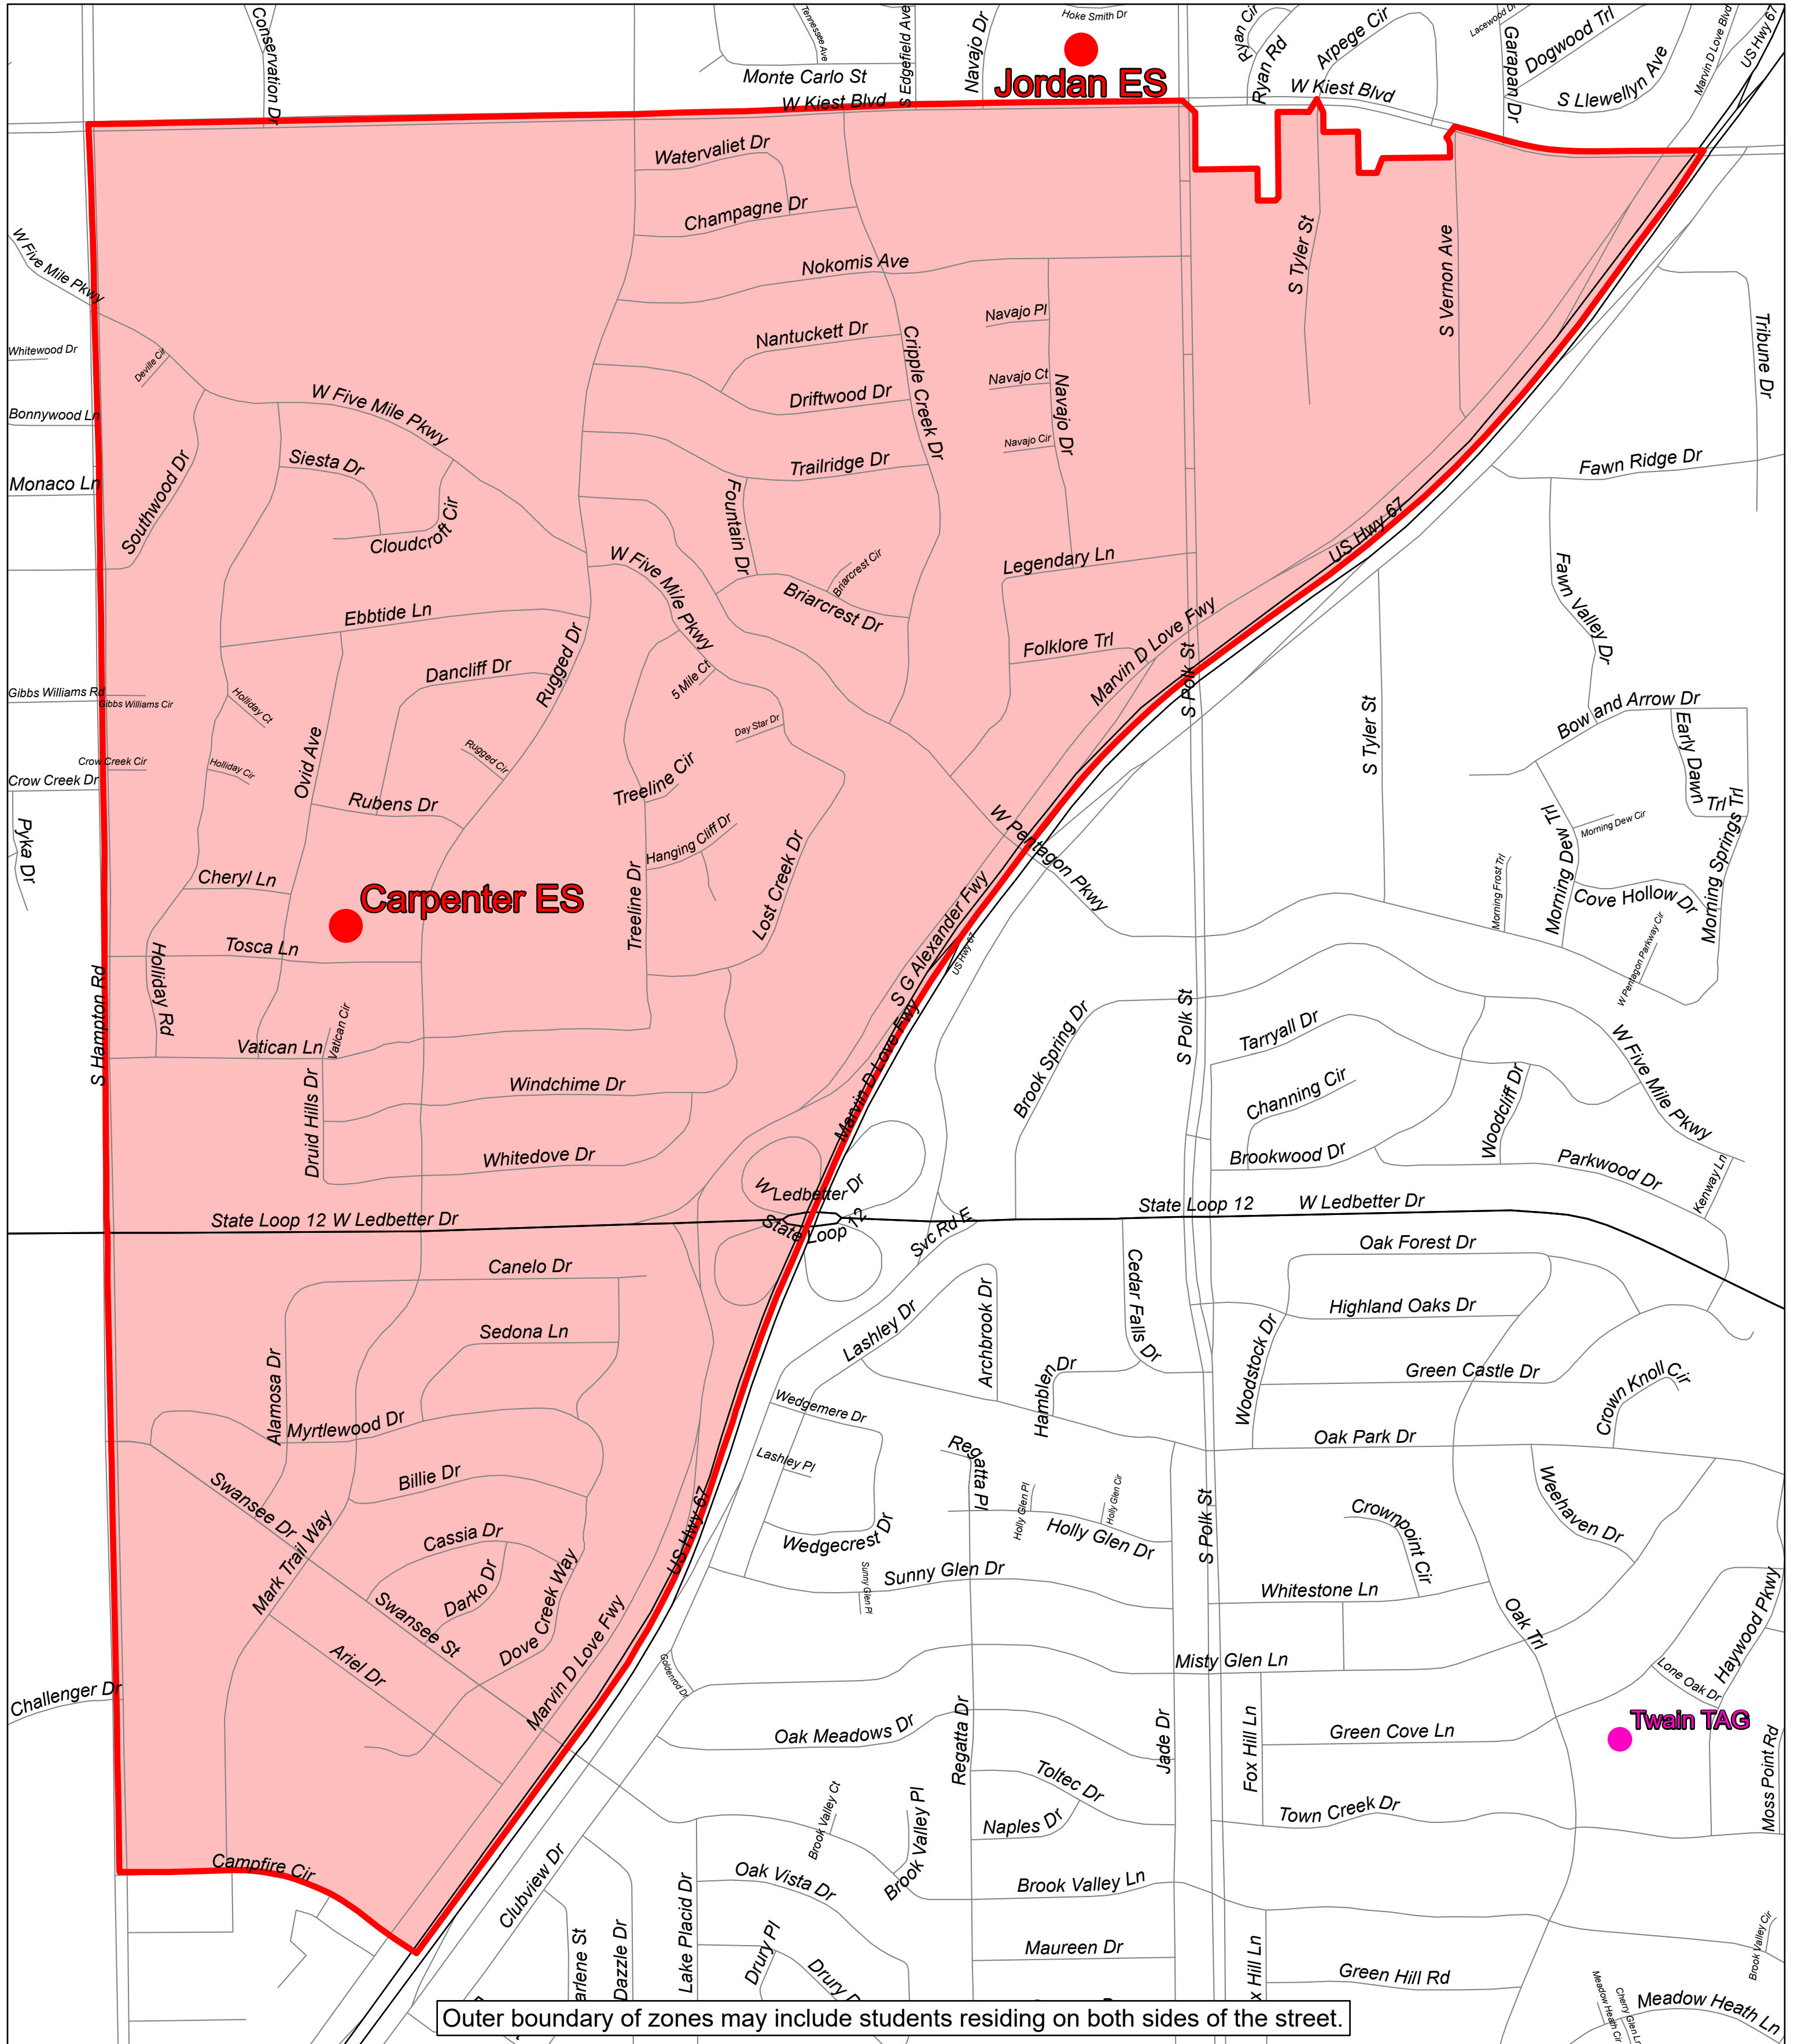 Conservation Dr
Tennessee Ave
S Edgefield Ave
Navajo Dr
Hoke Smith Dr
Jordan ES
Ryan Cir
Ryan Rd
Arpege Cir
Lacewood Dr
Garapan Dr
Dogwood Trl
S Llewellyn Ave
Marvin D Love Blvd
US Hwy 67
Monte Carlo St
W Kiest Blvd
W Kiest Blvd
Watervaliet Dr
Champagne Dr
Nokomis Ave
S Tyler St
S Vernon Ave
W Five Mile Pkwy
Whitewood Dr
Deville Cir
Nantuckett Dr
Navajo Pl
Cripple Creek Dr
Tribune Dr
Bonnywood Ln
W Five Mile Pkwy
Driftwood Dr
Navajo Ct
Navajo Dr
Navajo Cir
Siesta Dr
Trailridge Dr
Fawn Ridge Dr
Monaco Ln
Southwood Dr
Cloudcroft Cir
Fountain Dr
US Hwy 67
W Five Mile Pkwy
Briarcrest Cir
Briarcrest Dr
Legendary Ln
Fawn Valley Dr
Ebbtide Ln
Rugged Dr
Folklore Trl
Marvin D Love Fwy
S Polk St
Dancliff Dr
5 Mile Ct
Gibbs Williams Rd
Gibbs Williams Cir
Holliday Ct
Day Star Dr
S Tyler St
Bow and Arrow Dr
Early Dawn Trl
Crow Creek Cir
Crow Creek Dr
Holliday Cir
Ovid Ave
Rugged Cir
Rubens Dr
Treeline Cir
Pyka Dr
Hanging Cliff Dr
W Pentagon Pkwy
Morning Dew Trl
Morning Dew Cir
Morning Springs Trl
Cheryl Ln
Carpenter ES
Treeline Dr
Lost Creek Dr
S G Alexander Fwy
US Hwy 67
Morning Frost Trl
Cove Hollow Dr
W Pentagon Parkway Cir
Tosca Ln
S Hampton Rd
Holliday Rd
Vatican Cir
Vatican Ln
Marvin D Love Fwy
Brook Spring Dr
S Polk St
Tarryall Dr
W Five Mile Pkwy
Druid Hills Dr
Windchime Dr
Channing Cir
Woodcliff Dr
Whitedove Dr
Brookwood Dr
Parkwood Dr
Kenway Ln
W Ledbetter Dr
State Loop 12
State Loop 12 W Ledbetter Dr
Svc Rd E
State Loop 12
W Ledbetter Dr
Canelo Dr
Oak Forest Dr
Cedar Falls Dr
Sedona Ln
Lashley Dr
Archbrook Dr
Highland Oaks Dr
Alamosa Dr
Hamblen Dr
Woodstock Dr
Green Castle Dr
Crown Knoll Cir
Myrtlewood Dr
Wedgemere Dr
Oak Park Dr
Lashley Pl
Regatta Pl
Billie Dr
Swansee Dr
US Hwy 67
Holly Glen Pl
Holly Glen Cir
Holly Glen Dr
S Polk St
Weehaven Dr
Crownpoint Cir
Cassia Dr
Wedgecrest Dr
Mark Trail Way
Darko Dr
Dove Creek Way
Sunny Glen Pl
Sunny Glen Dr
Whitestone Ln
Swansee St
Oak Trl
Haywood Pkwy
Ariel Dr
Marvin D Love Fwy
Goldenrod Dr
Misty Glen Ln
Lone Oak Dr
Challenger Dr
Oak Meadows Dr
Regatta Dr
Jade Dr
Fox Hill Ln
Green Cove Ln
Twain TAG
Moss Point Rd
Toltec Dr
Naples Dr
Town Creek Dr
Brook Valley Ct
Brook Valley Pl
Campfire Cir
Clubview Dr
Oak Vista Dr
Brook Valley Ln
Lake Placid Dr
arlene St
Dazzle Dr
Drury Pl
Drury D
Maureen Dr
x Hill Ln
Green Hill Rd
Brook Valley Cir
Meadow Heath Cir
Cherry Glen Ln
Meadow Heath Ln
Outer boundary of zones may include students residing on both sides of the street.